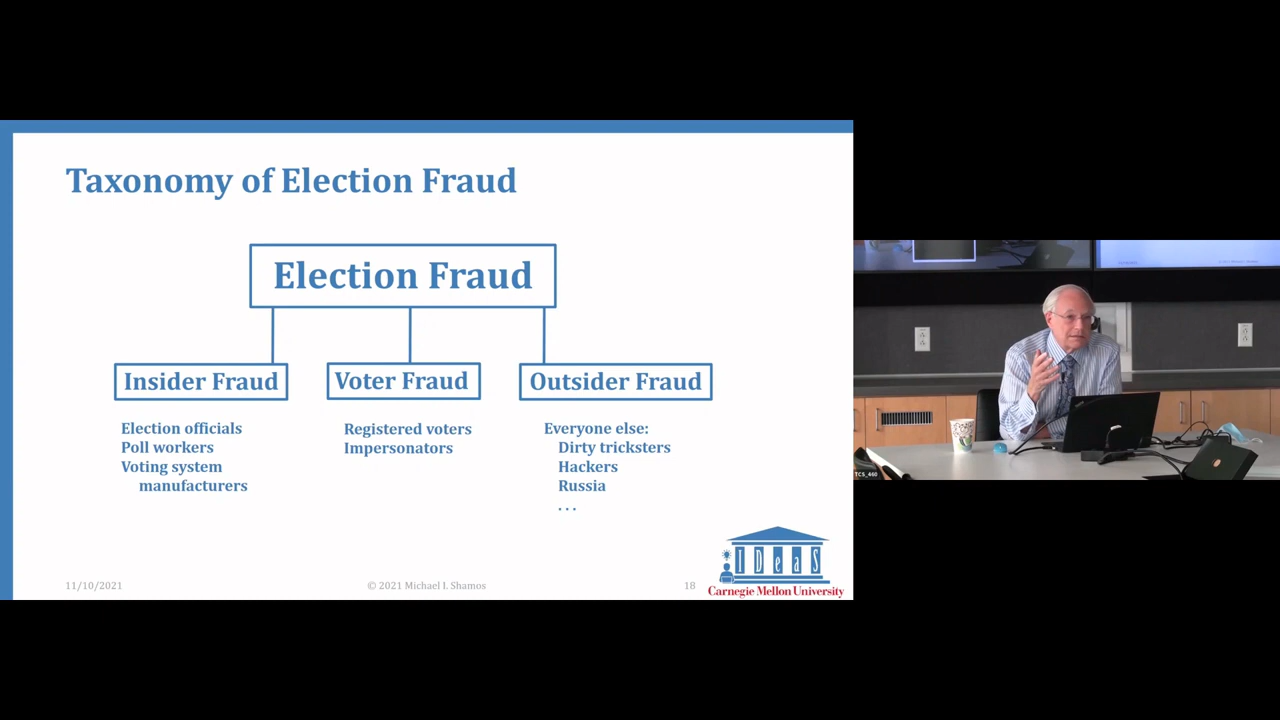 Taxonomy of Election Fraud
Election Fraud
Insider Fraud
Election officials
Poll workers
Voting system
manufacturers
Voter Fraud
Registered voters
Impersonators
Outsider Fraud
Everyone else:
Dirty tricksters
Hackers
Russia
. . .
11/10/2021
© 2021 Michael I. Shamos
18
IDeaS
Carnegie Mellon University
TCS_460